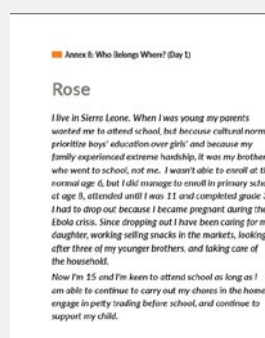 Annex 6: Who Belongs Where? (Day 1)
Rose
I live in Sierra Leone. When I was young my parents
wanted me to attend school, but because cultural norm
prioritize boys' education over girls' and because my
family experienced extreme hardship, it was my brother
who went to school, not me. I wasn't able to enroll at t
normal age 6, but I did manage to enroll in primary scho
at age 8, attended until I was 11 and completed grade
I had to drop out because I became pregnant during the
Ebola crisis. Since dropping out I have been caring for m
daughter, working selling snacks in the markets, looking
after three of my younger brothers, and taking care of
the household.
Now I'm 15 and I'm keen to attend school as long as I
am able to continue to carry out my chores in the home
engage in petty trading before school, and continue to
support my child.